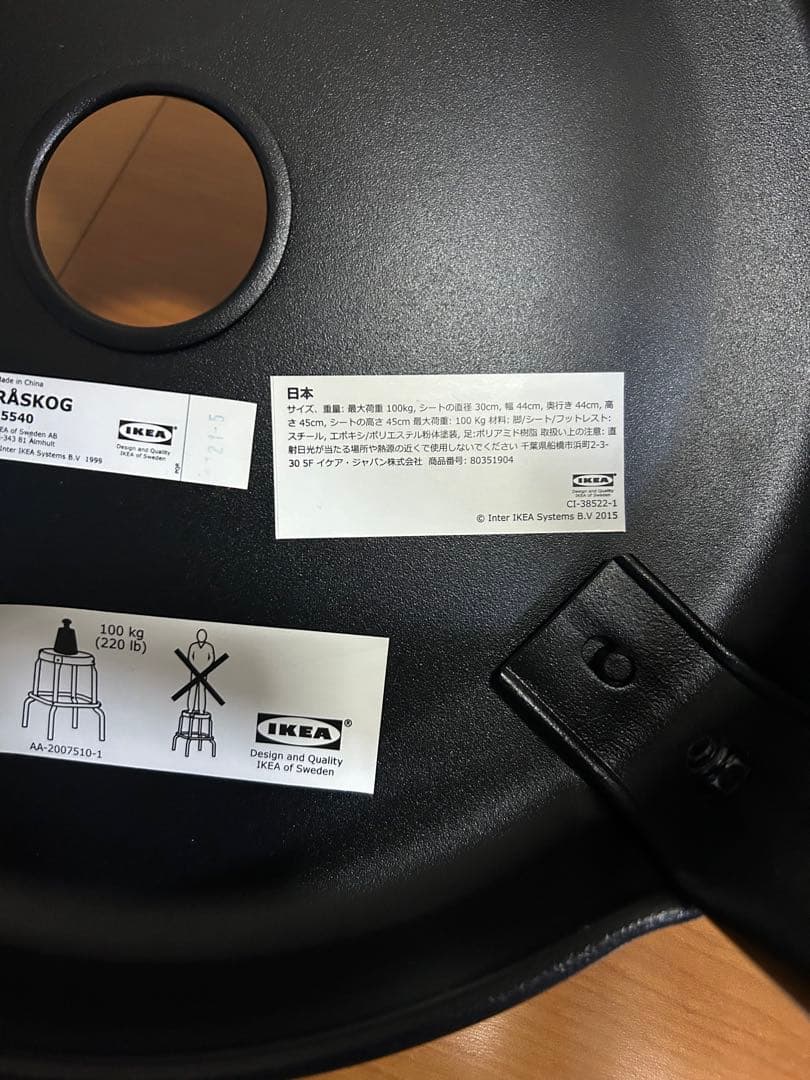 Made in China
RÅSKOG
5540
IKEA of Sweden AB
-343 81 Älmhult
Inter IKEA Systems B.V 1999
IKEA®
Design and Quality
IKEA of Sweden
日本
サイズ、重量: 最大荷重 100kg, シートの直径 30cm, 幅 44cm, 奥行き 44cm, 高
さ 45cm, シートの高さ 45cm 最大荷重: 100 Kg 材料: 脚/シート/フットレスト:
スチール, エポキシ/ポリエステル粉体塗装, 足:ポリアミド樹脂 取扱い上の注意: 直
射日光が当たる場所や熱源の近くで使用しないでください 千葉県船橋市浜町2-3-
30 5F イケア・ジャパン株式会社 商品番号: 80351904
IKEA®
Design and Quality
IKEA of Sweden
CI-38522-1
© Inter IKEA Systems B.V 2015
100 kg
(220 lb)
AA-2007510-1
IKEA®
Design and Quality
IKEA of Sweden